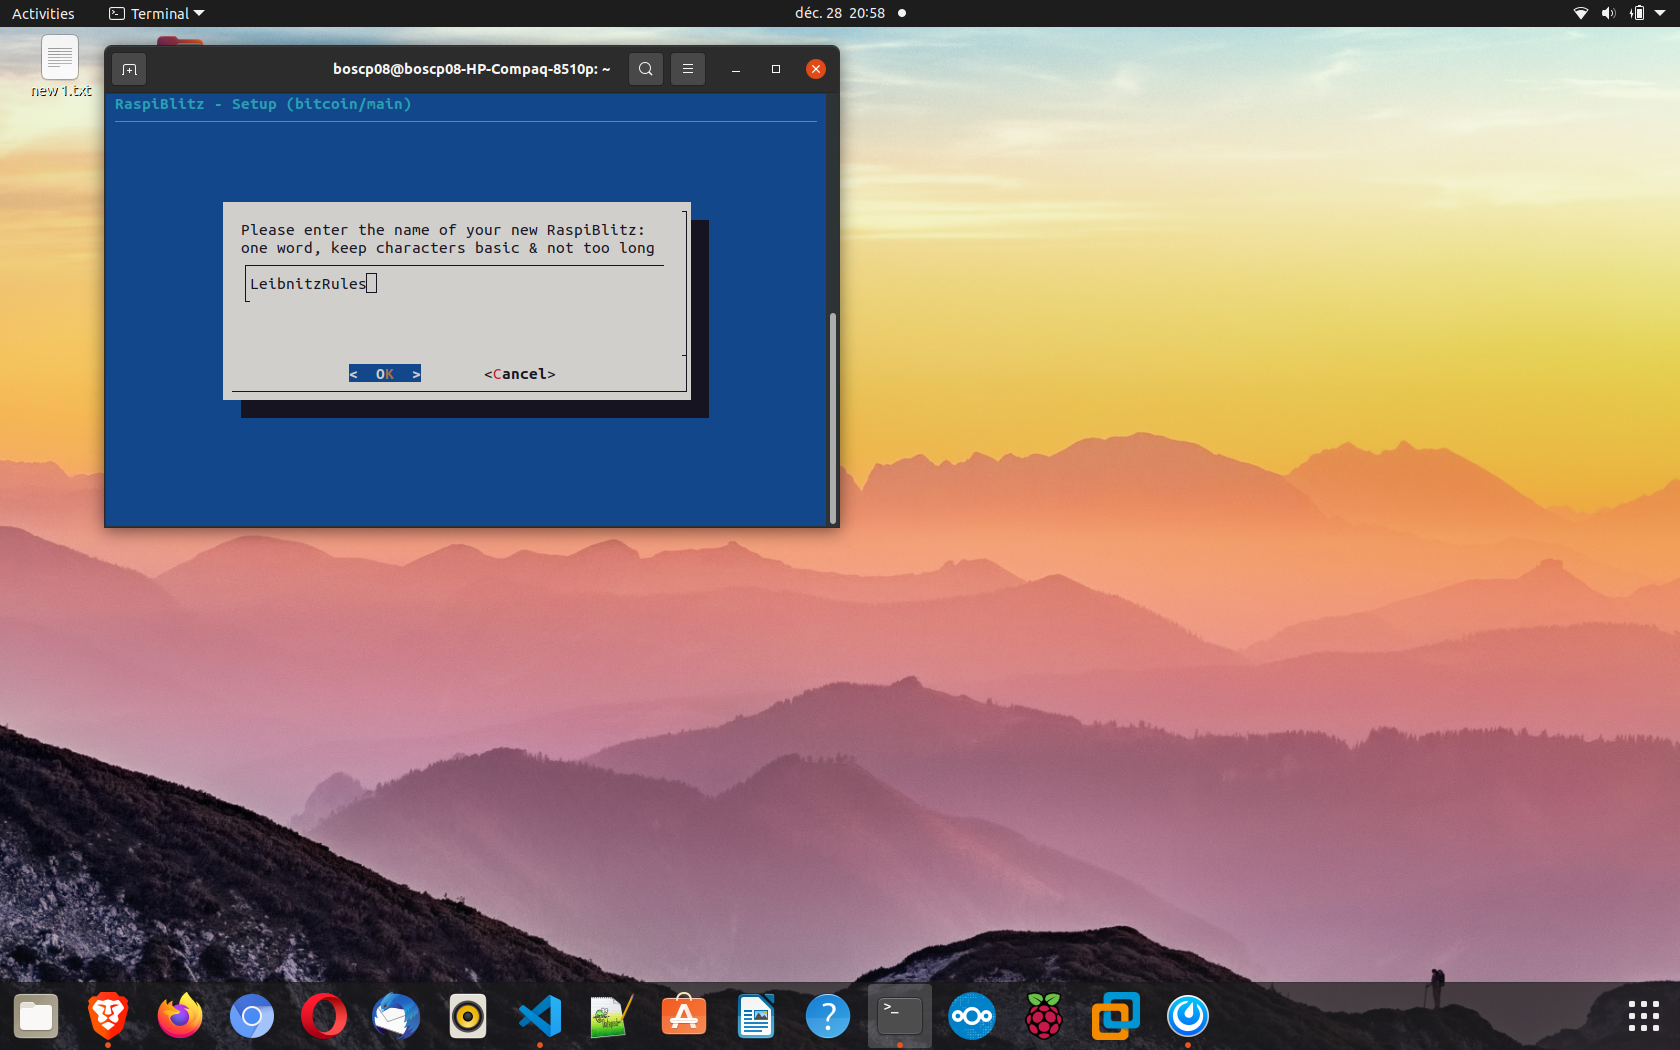 Activities
Terminal
déc. 28 20:58
new 1.txt
boscp08@boscp08-HP-Compaq-8510p: ~
RaspiBlitz - Setup (bitcoin/main)
Please enter the name of your new RaspiBlitz:
one word, keep characters basic & not too long
LeibnitzRules
< OK > <Cancel>